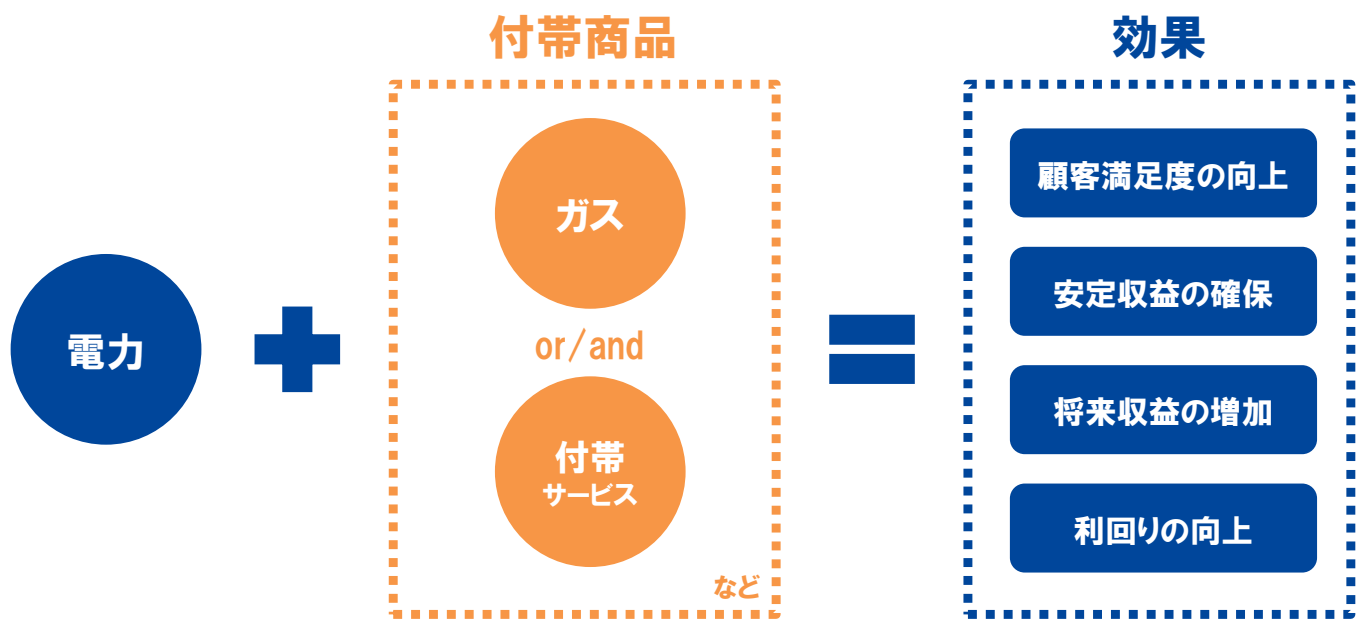 付帯商品
効果
電力
ガス
or/and
付帯
サービス
など
顧客満足度の向上
安定収益の確保
将来収益の増加
利回りの向上